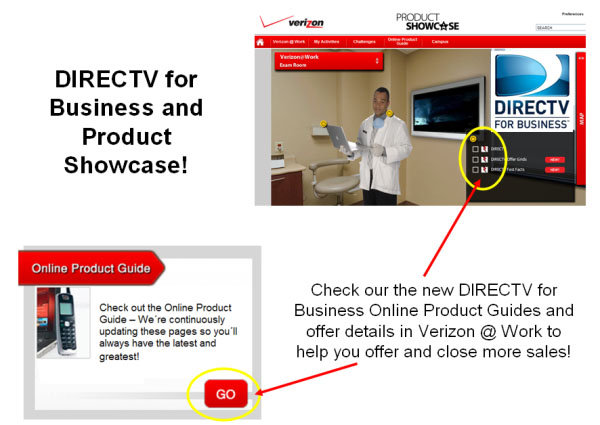 DIRECTV for
Business and
Product
Showcase!
verizon
PRODUCT
SHOWCASE
Preferences
SEARCH
Verizon @ Work
My Activities
Challenges
Online Product
Guide
Campus
Verizon@Work
Exam Room
DIRECTV
FOR BUSINESS
MAP
DIRECT
DIRECTV Offer Grids
NEW!
DIRECTV Fast Facts
NEW!
Online Product Guide
Check out the Online Product
Guide – We´re continuously
updating these pages so you´ll
always have the latest and
greatest!
GO
Check our the new DIRECTV for
Business Online Product Guides and
offer details in Verizon @ Work to
help you offer and close more sales!